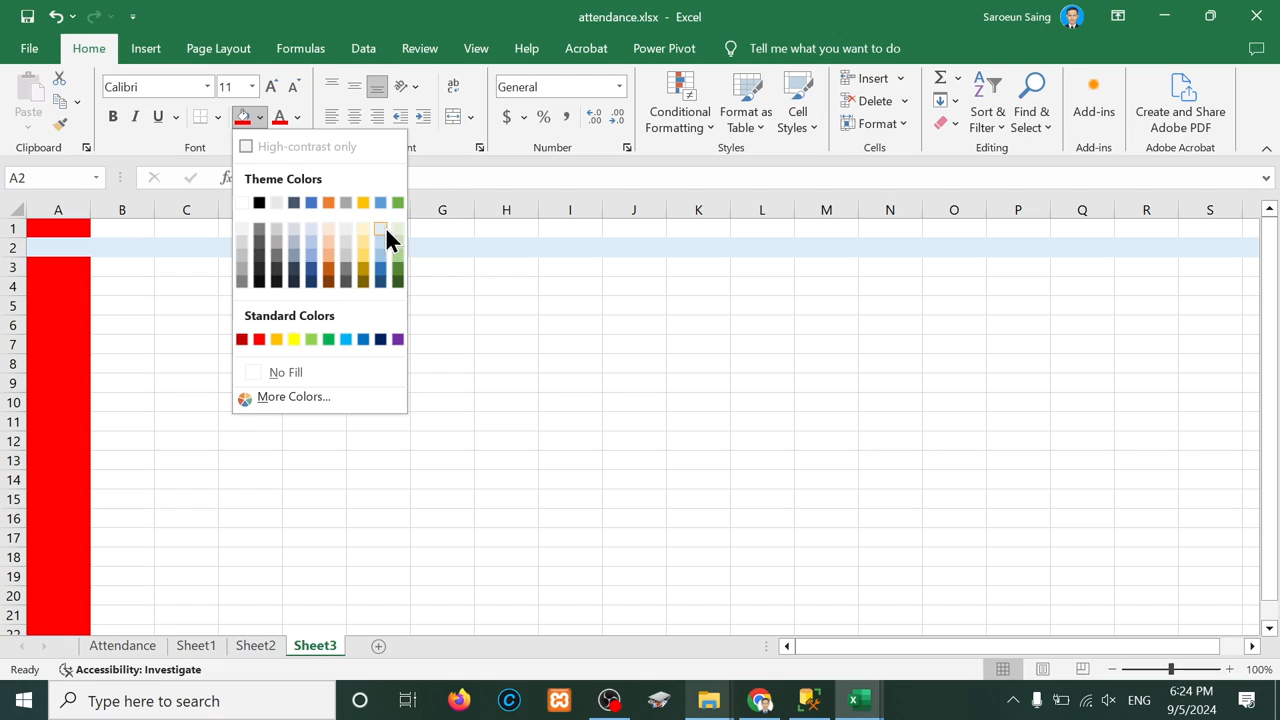 attendance.xlsx - Excel
Saroeun Saing
File Home Insert Page Layout Formulas Data Review View Help Acrobat Power Pivot Tell me what you want to do
Paste
Clipboard
Calibri 11
B I U A
Font
General
$ % ,
Number
Conditional Formatting
Format as Table
Cell Styles
Styles
Insert
Delete
Format
Cells
Sort & Filter
Find & Select
Editing
Add-ins
Add-ins
Create and Share Adobe PDF
Adobe Acrobat
A2 fx
High-contrast only
Theme Colors
Standard Colors
No Fill
More Colors...
A B C G H I J K L M N O P Q R S
1
2
3
4
5
6
7
8
9
10
11
12
13
14
15
16
17
18
19
20
21
22
Attendance Sheet1 Sheet2 Sheet3
Ready Accessibility: Investigate 100%
Type here to search
ENG
6:24 PM
9/5/2024